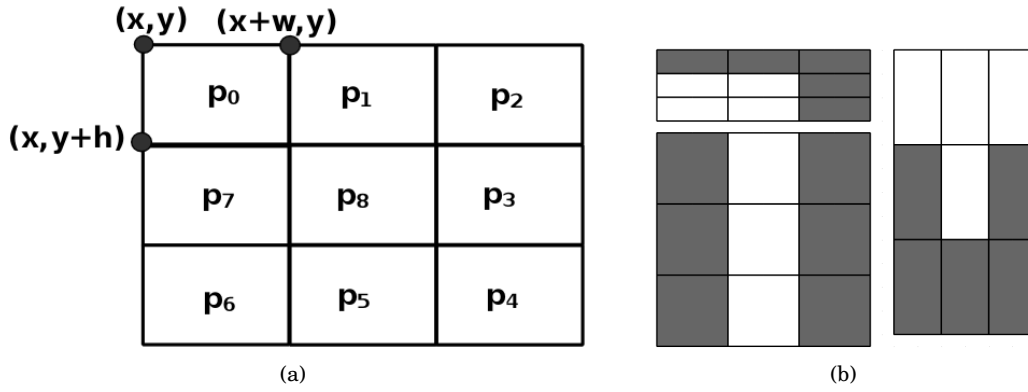 (x,y) (x+w,y)
p₀ p₁ p₂
(x,y+h)
p₇ p₈ p₃
p₆ p₅ p₄
(a) (b)